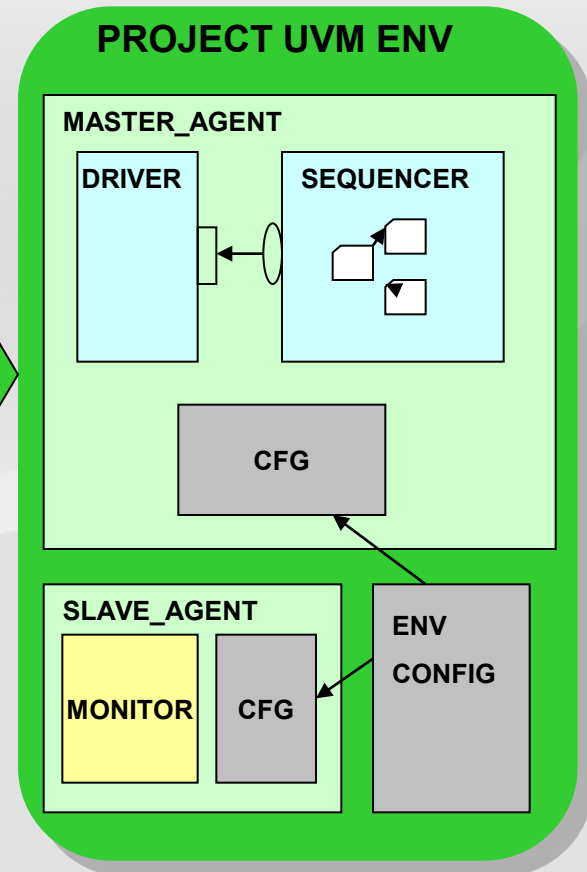 PROJECT UVM ENV
MASTER_AGENT
DRIVER
SEQUENCER
CFG
SLAVE_AGENT
MONITOR
CFG
ENV
CONFIG